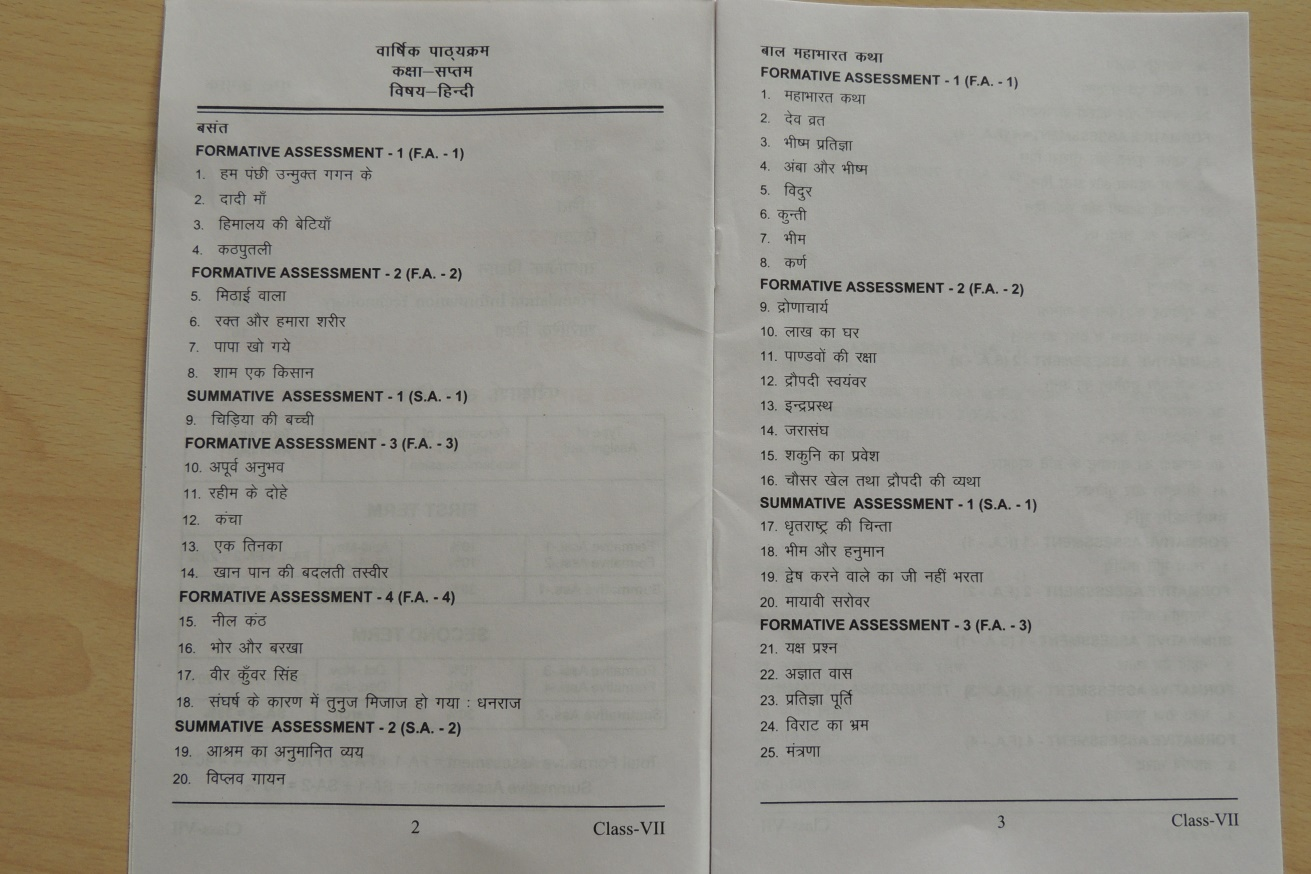 वार्षिक पाठ्यक्रम
कक्षा–सप्तम
विषय–हिन्दी
बसंत
FORMATIVE ASSESSMENT - 1 (F.A. - 1)
1. हम पंछी उन्मुक्त गगन के
2. दादी माँ
3. हिमालय की बेटियाँ
4. कठपुतली
FORMATIVE ASSESSMENT - 2 (F.A. - 2)
5. मिठाई वाला
6. रक्त और हमारा शरीर
7. पापा खो गये
8. शाम एक किसान
SUMMATIVE ASSESSMENT - 1 (S.A. - 1)
9. चिड़िया की बच्ची
FORMATIVE ASSESSMENT - 3 (F.A. - 3)
10. अपूर्व अनुभव
11. रहीम के दोहे
12. कंचा
13. एक तिनका
14. खान पान की बदलती तस्वीर
FORMATIVE ASSESSMENT - 4 (F.A. - 4)
15. नील कंठ
16. भोर और बरखा
17. वीर कुँवर सिंह
18. संघर्ष के कारण में तुनुज मिजाज हो गया : धनराज
SUMMATIVE ASSESSMENT - 2 (S.A. - 2)
19. आश्रम का अनुमानित व्यय
20. विप्लव गायन
2 Class-VII
बाल महाभारत कथा
FORMATIVE ASSESSMENT - 1 (F.A. - 1)
1. महाभारत कथा
2. देव व्रत
3. भीष्म प्रतिज्ञा
4. अंबा और भीष्म
5. विदुर
6. कुन्ती
7. भीम
8. कर्ण
FORMATIVE ASSESSMENT - 2 (F.A. - 2)
9. द्रोणाचार्य
10. लाख का घर
11. पाण्डवों की रक्षा
12. द्रौपदी स्वयंवर
13. इन्द्रप्रस्थ
14. जरासंघ
15. शकुनि का प्रवेश
16. चौसर खेल तथा द्रौपदी की व्यथा
SUMMATIVE ASSESSMENT - 1 (S.A. - 1)
17. धृतराष्ट्र की चिन्ता
18. भीम और हनुमान
19. द्वेष करने वाले का जी नहीं भरता
20. मायावी सरोवर
FORMATIVE ASSESSMENT - 3 (F.A. - 3)
21. यक्ष प्रश्न
22. अज्ञात वास
23. प्रतिज्ञा पूर्ति
24. विराट का भ्रम
25. मंत्रणा
3 Class-VII